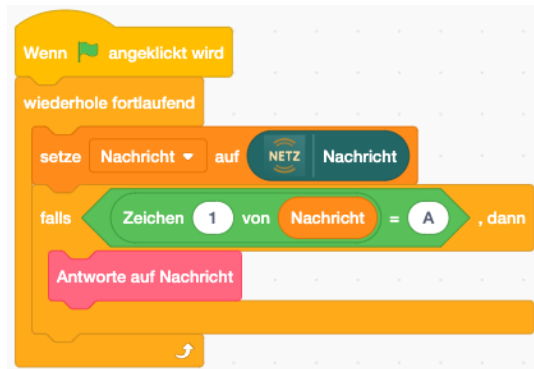 Wenn angeklickt wird
wiederhole fortlaufend
setze Nachricht auf NETZ Nachricht
falls Zeichen 1 von Nachricht = A , dann
Antworte auf Nachricht